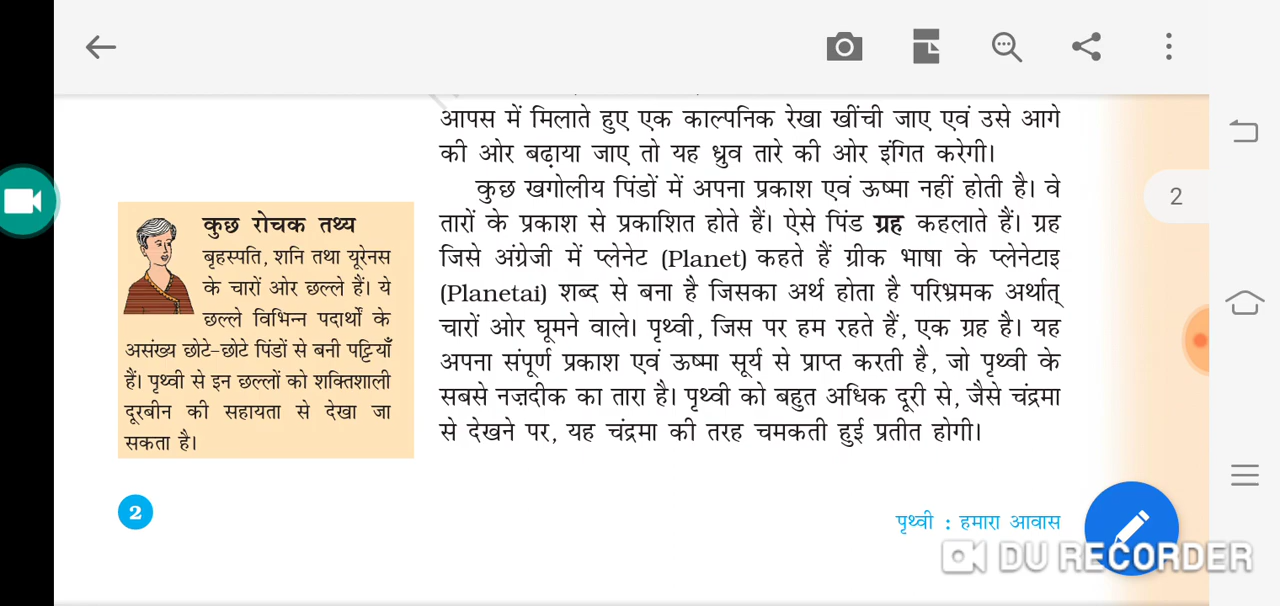 आपस में मिलाते हुए एक काल्पनिक रेखा खींची जाए एवं उसे आगे
की ओर बढ़ाया जाए तो यह ध्रुव तारे की ओर इंगित करेगी।
कुछ खगोलीय पिंडों में अपना प्रकाश एवं ऊष्मा नहीं होती है। वे
तारों के प्रकाश से प्रकाशित होते हैं। ऐसे पिंड ग्रह कहलाते हैं। ग्रह
जिसे अंग्रेजी में प्लेनेट (Planet) कहते हैं ग्रीक भाषा के प्लेनेटाइ
(Planetai) शब्द से बना है जिसका अर्थ होता है परिभ्रमक अर्थात्
चारों ओर घूमने वाले। पृथ्वी, जिस पर हम रहते हैं, एक ग्रह है। यह
अपना संपूर्ण प्रकाश एवं ऊष्मा सूर्य से प्राप्त करती है, जो पृथ्वी के
सबसे नज़दीक का तारा है। पृथ्वी को बहुत अधिक दूरी से, जैसे चंद्रमा
से देखने पर, यह चंद्रमा की तरह चमकती हुई प्रतीत होगी।
कुछ रोचक तथ्य
बृहस्पति, शनि तथा यूरेनस
के चारों ओर छल्ले हैं। ये
छल्ले विभिन्न पदार्थों के
असंख्य छोटे-छोटे पिंडों से बनी पट्टियाँ
हैं। पृथ्वी से इन छल्लों को शक्तिशाली
दूरबीन की सहायता से देखा जा
सकता है।
2
2
पृथ्वी : हमारा आवास
DU RECORDER